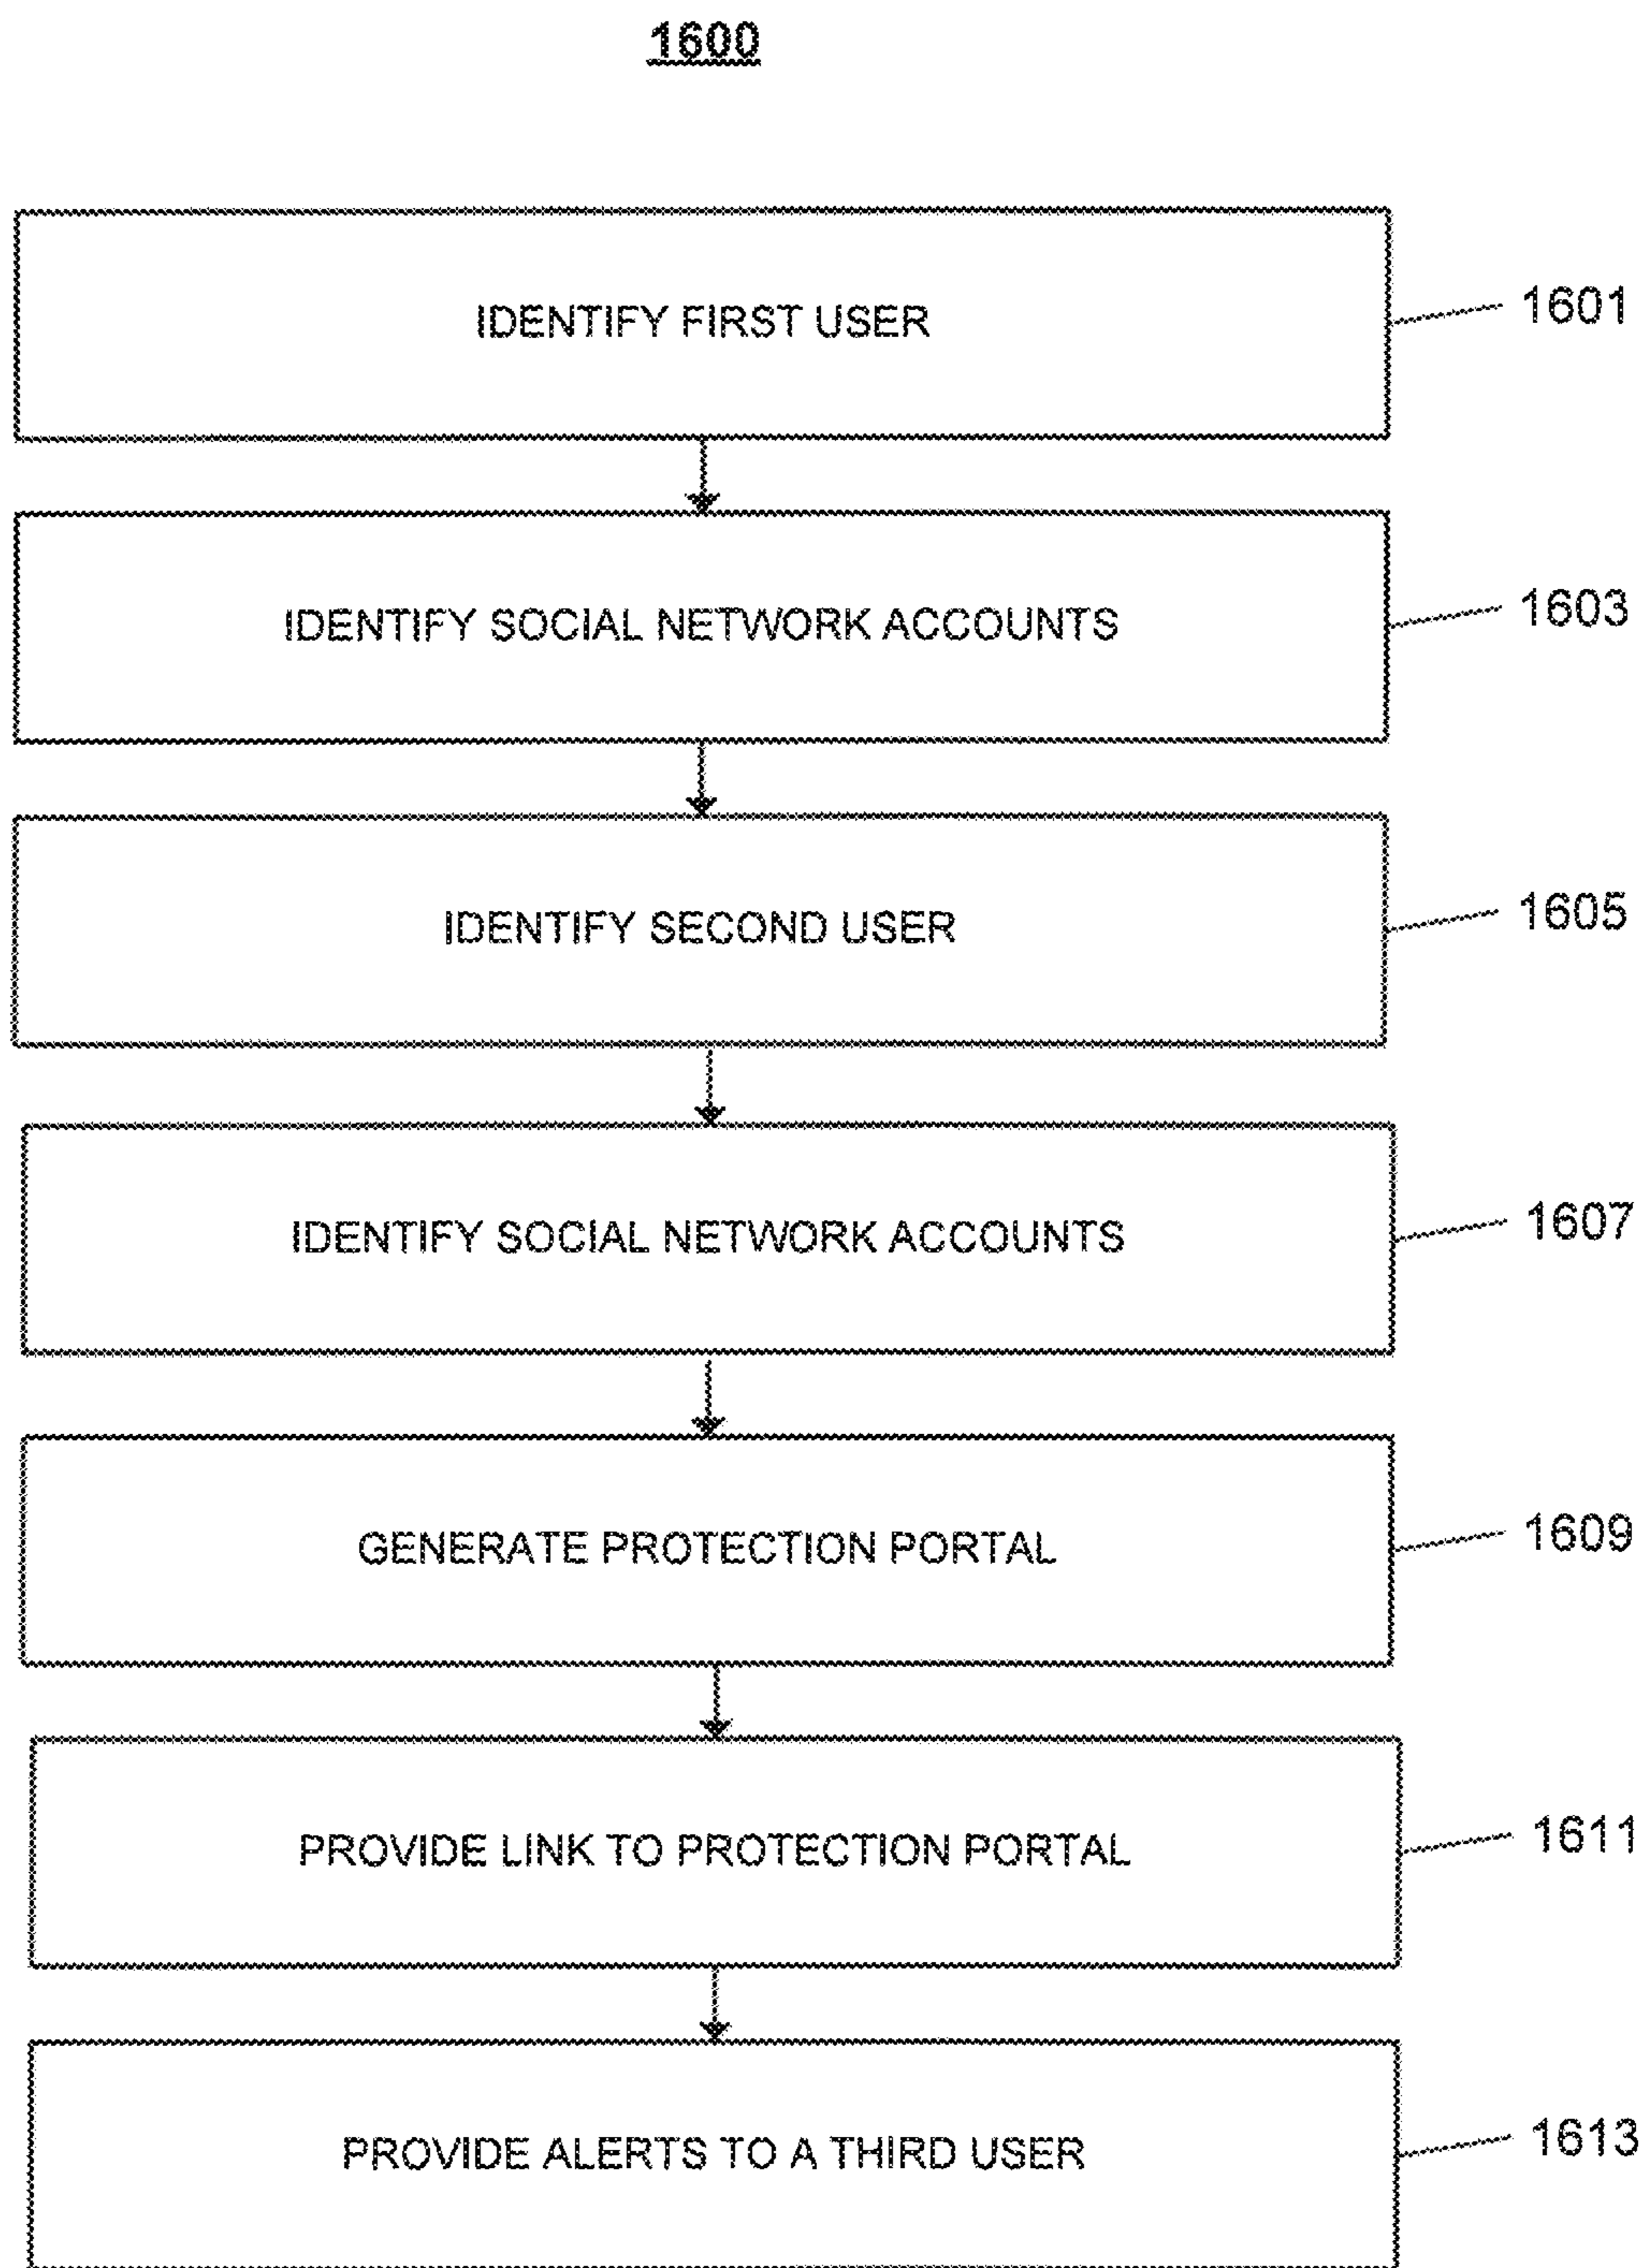 1600
IDENTIFY FIRST USER
1601
IDENTIFY SOCIAL NETWORK ACCOUNTS
1603
IDENTIFY SECOND USER
1605
IDENTIFY SOCIAL NETWORK ACCOUNTS
1607
GENERATE PROTECTION PORTAL
1609
PROVIDE LINK TO PROTECTION PORTAL
1611
PROVIDE ALERTS TO A THIRD USER
1613